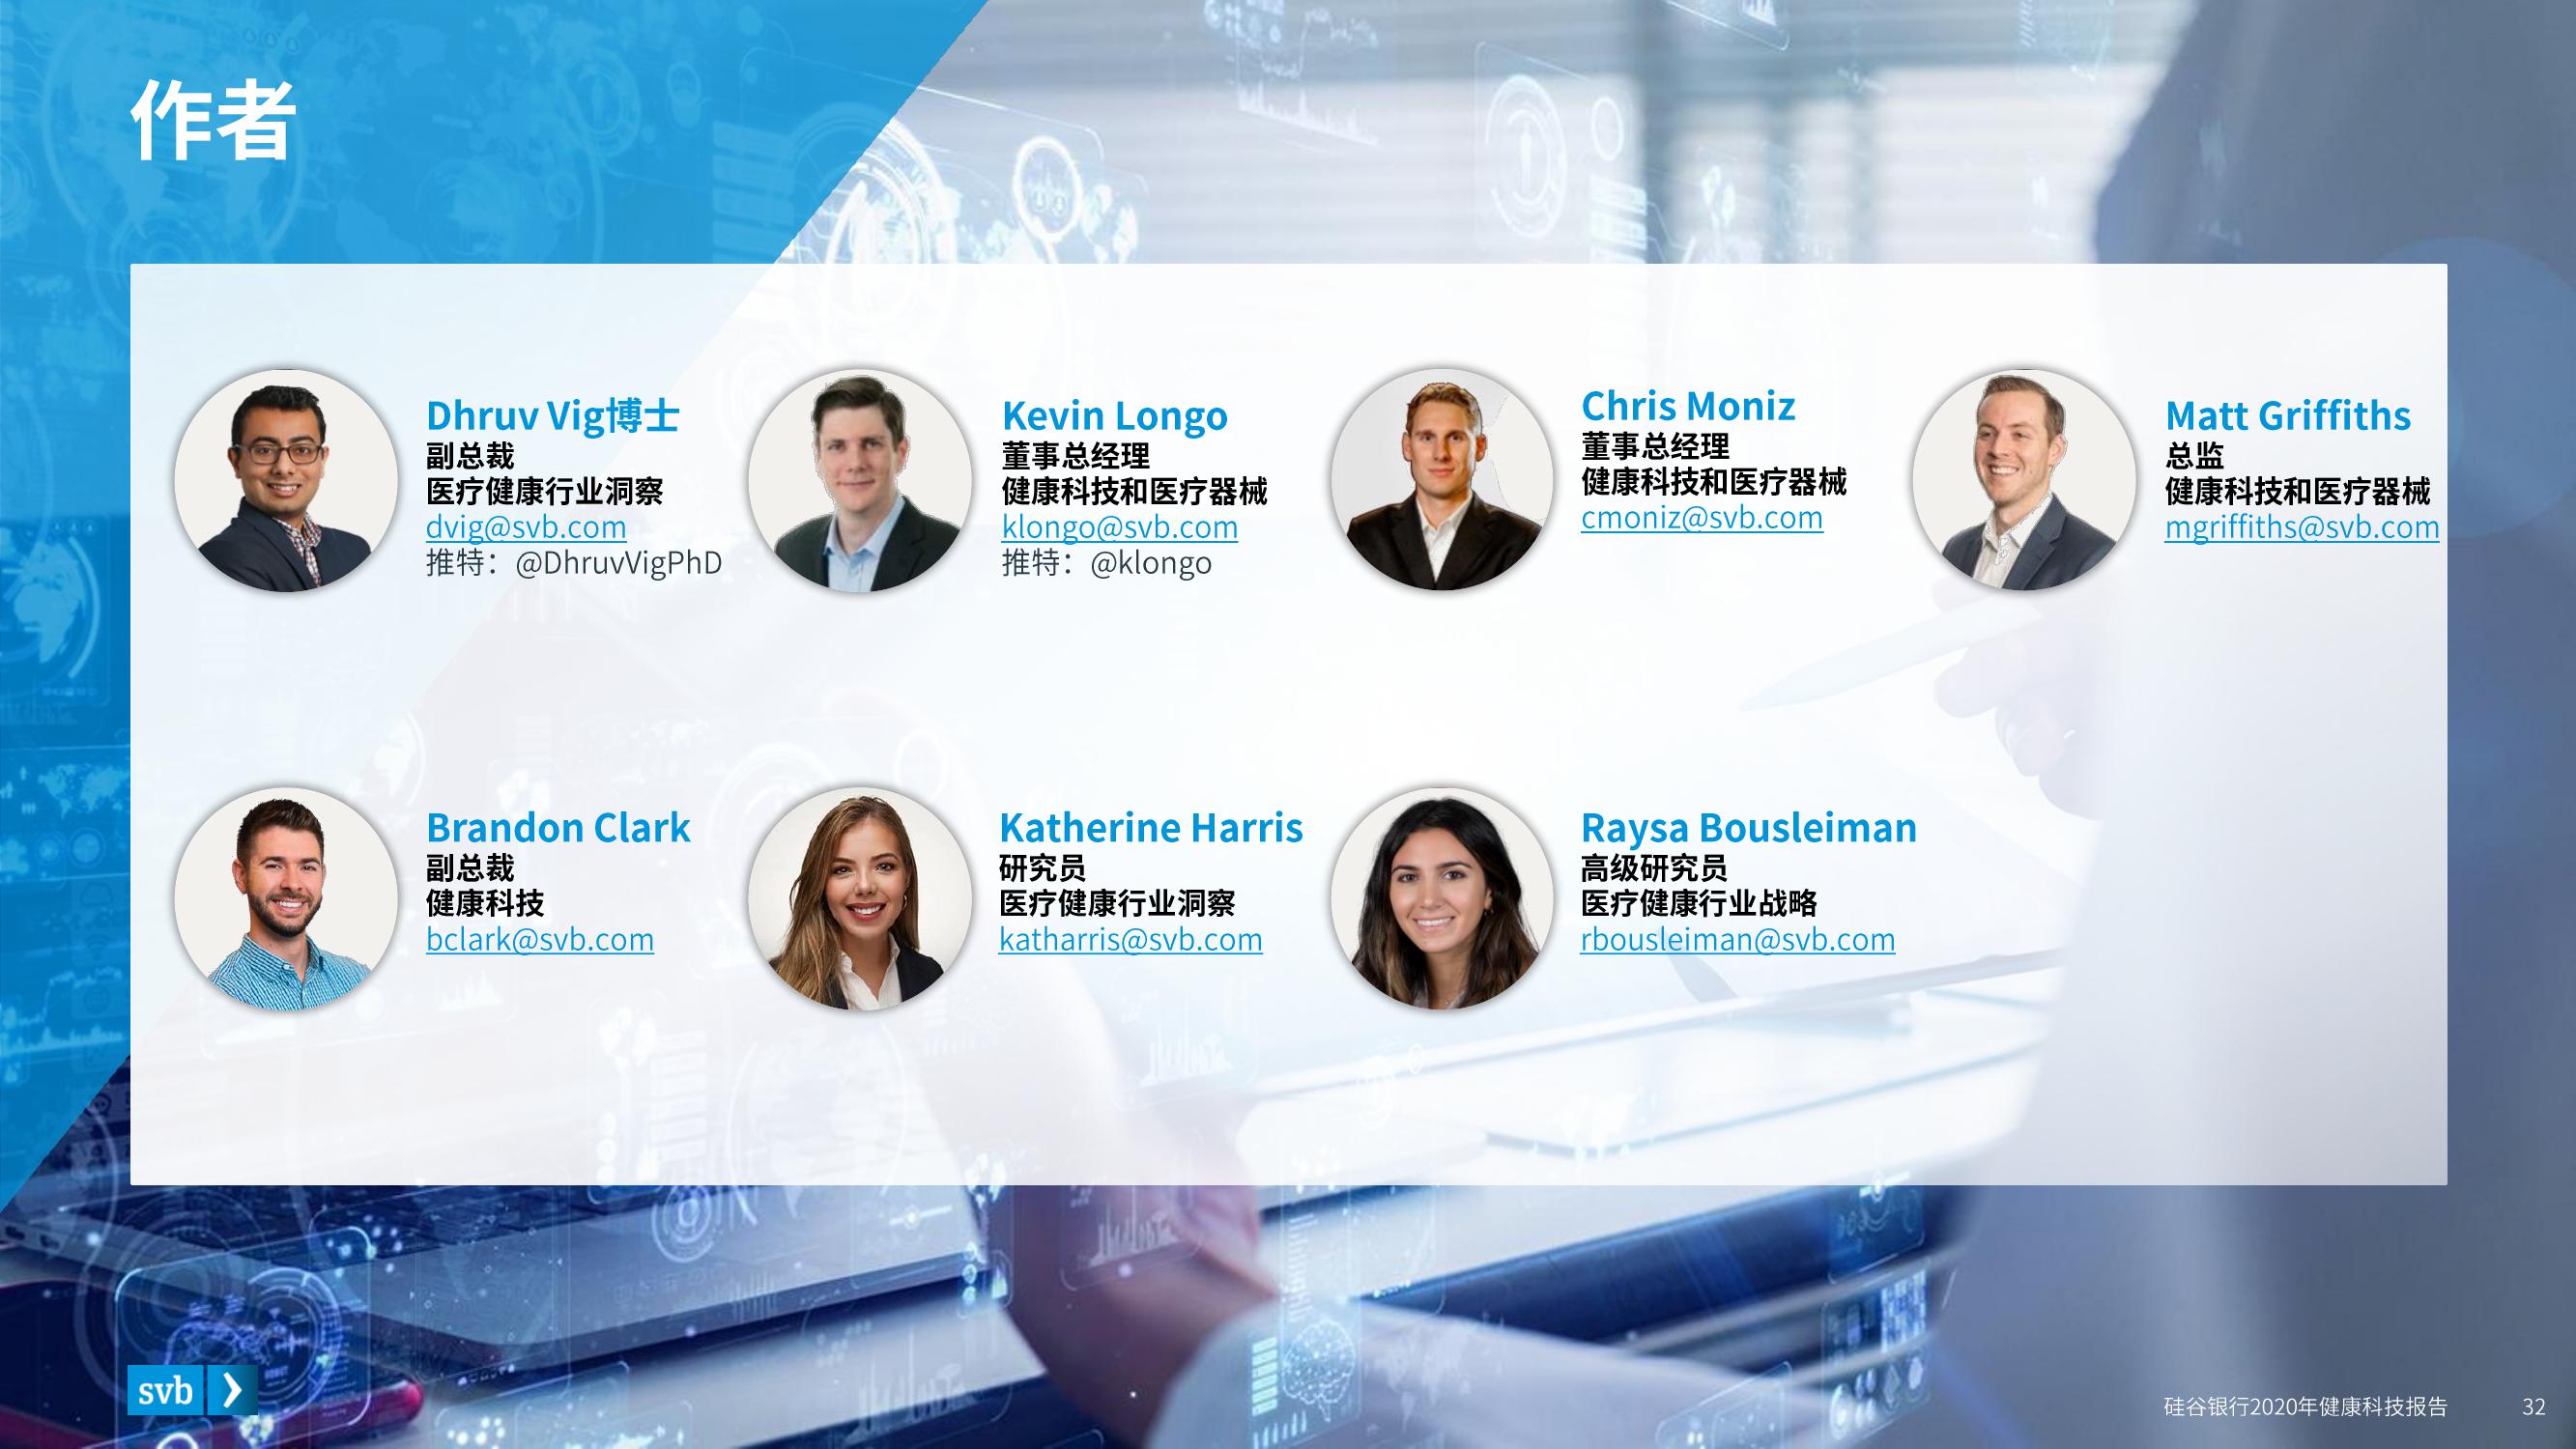 作者
Dhruv Vig博士
副总裁
医疗健康行业洞察
dvig@svb.com
推特：@DhruvVigPhD
Kevin Longo
董事总经理
健康科技和医疗器械
klongo@svb.com
推特：@klongo
Chris Moniz
董事总经理
健康科技和医疗器械
cmoniz@svb.com
Matt Griffiths
总监
健康科技和医疗器械
mgriffiths@svb.com
Brandon Clark
副总裁
健康科技
bclark@svb.com
Katherine Harris
研究员
医疗健康行业洞察
katharris@svb.com
Raysa Bousleiman
高级研究员
医疗健康行业战略
rbousleiman@svb.com
svb
硅谷银行2020年健康科技报告 32